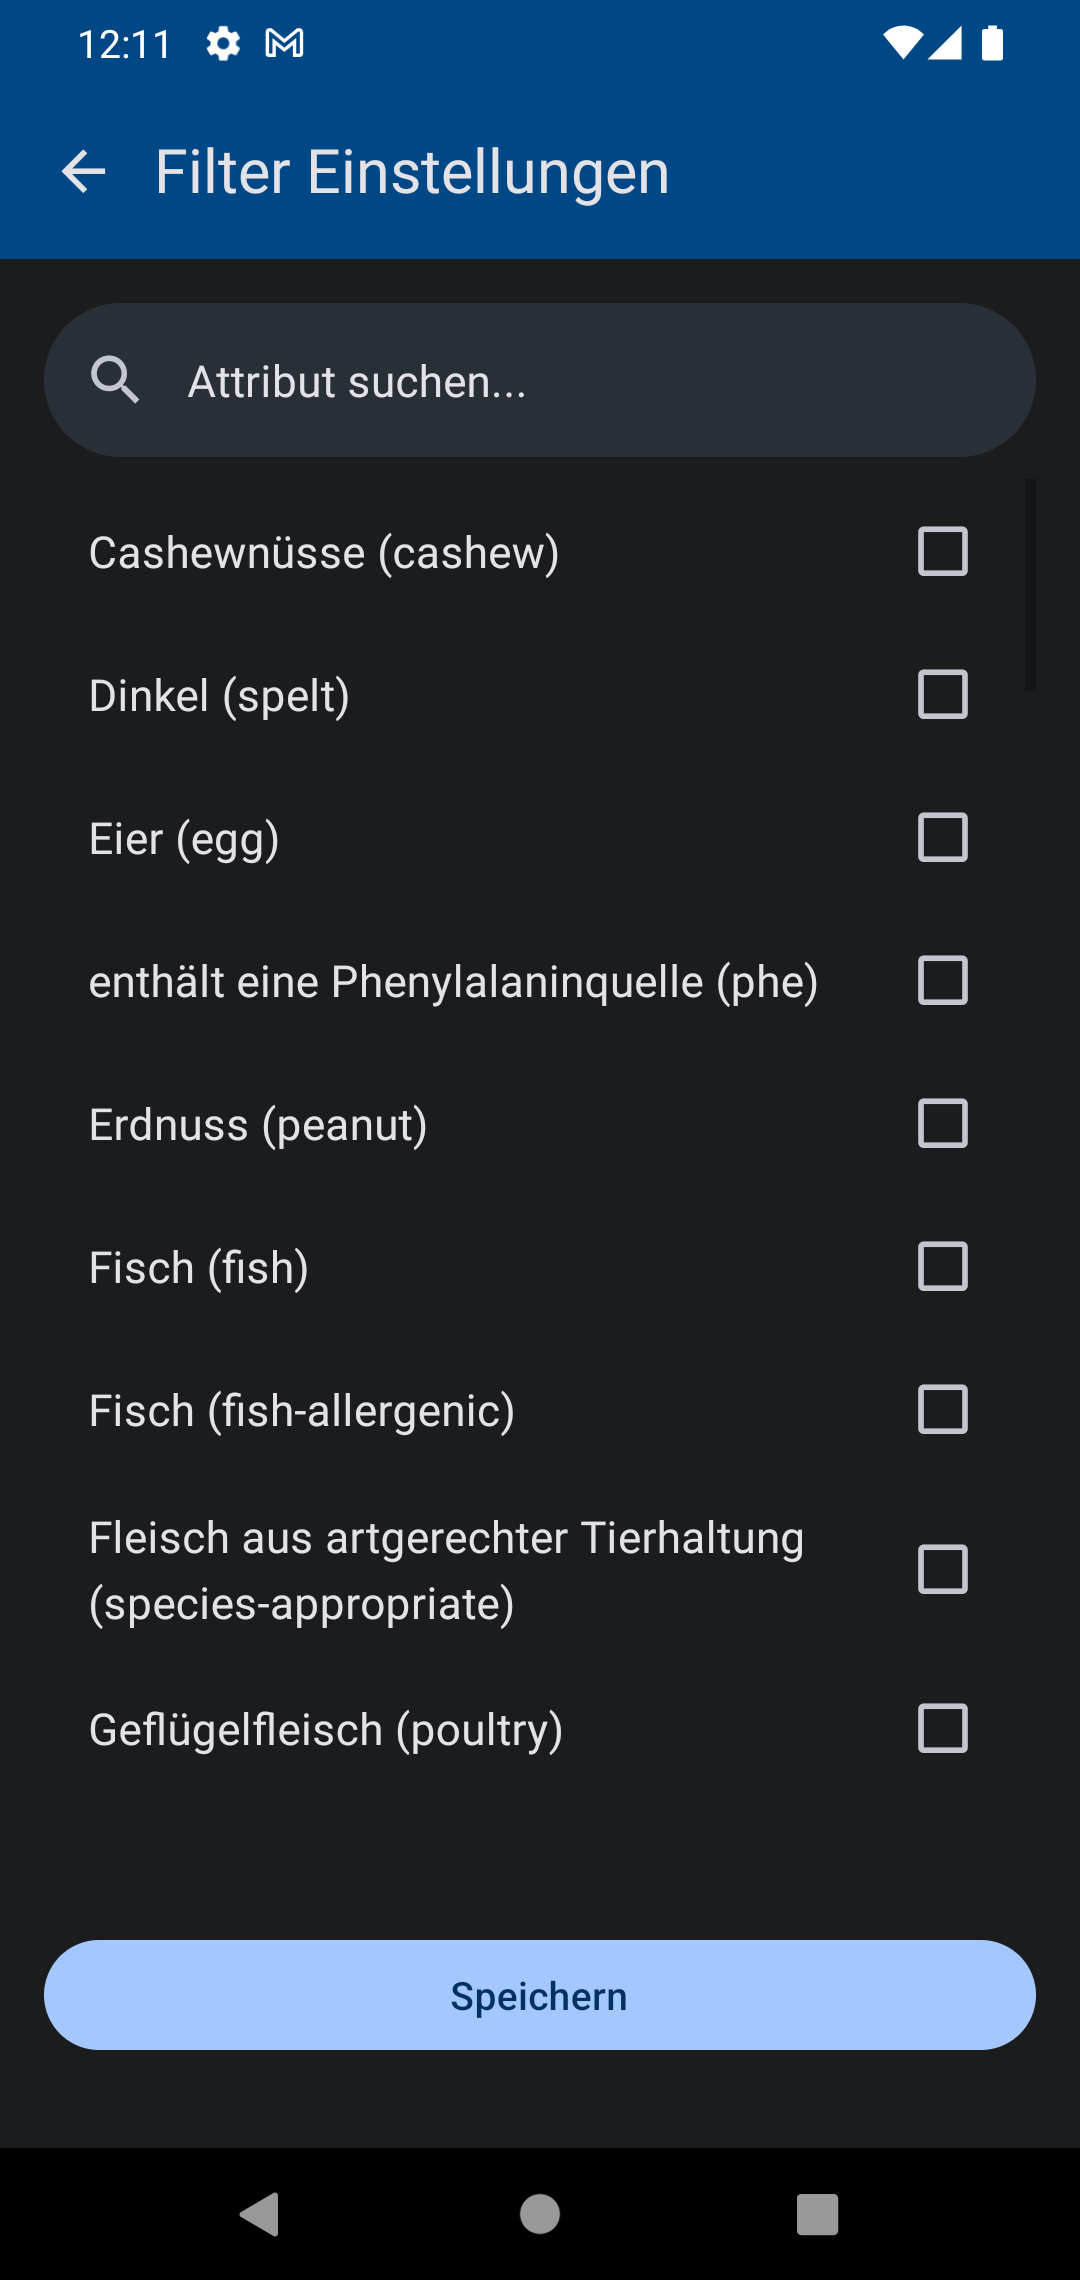 12:11
Filter Einstellungen
Attribut suchen...
Cashewnüsse (cashew)
Dinkel (spelt)
Eier (egg)
enthält eine Phenylalaninquelle (phe)
Erdnuss (peanut)
Fisch (fish)
Fisch (fish-allergenic)
Fleisch aus artgerechter Tierhaltung
(species-appropriate)
Geflügelfleisch (poultry)
Speichern